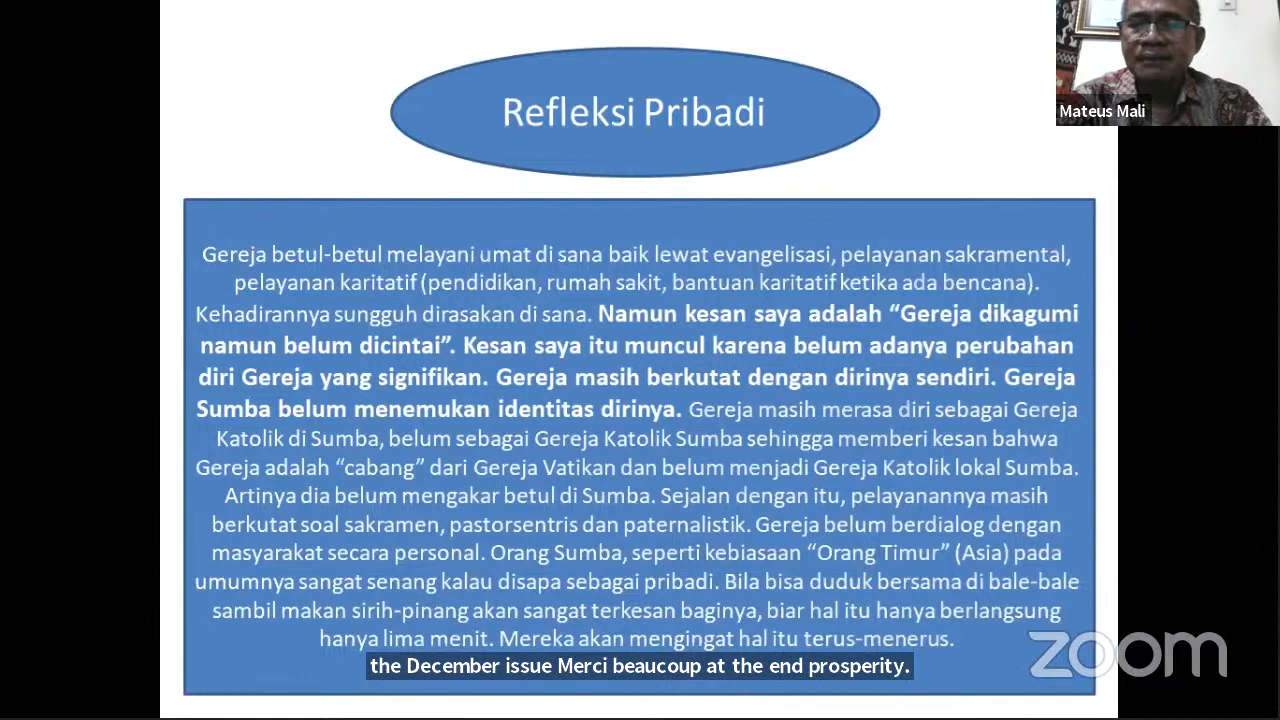 Refleksi Pribadi
Mateus Mali
Gereja betul-betul melayani umat di sana baik lewat evangelisasi, pelayanan sakramental,
pelayanan karitatif (pendidikan, rumah sakit, bantuan karitatif ketika ada bencana).
Kehadirannya sungguh dirasakan di sana. Namun kesan saya adalah “Gereja dikagumi
namun belum dicintai”. Kesan saya itu muncul karena belum adanya perubahan
diri Gereja yang signifikan. Gereja masih berkutat dengan dirinya sendiri. Gereja
Sumba belum menemukan identitas dirinya. Gereja masih merasa diri sebagai Gereja
Katolik di Sumba, belum sebagai Gereja Katolik Sumba sehingga memberi kesan bahwa
Gereja adalah “cabang” dari Gereja Vatikan dan belum menjadi Gereja Katolik lokal Sumba.
Artinya dia belum mengakar betul di Sumba. Sejalan dengan itu, pelayanannya masih
berkutat soal sakramen, pastorsentris dan paternalistik. Gereja belum berdialog dengan
masyarakat secara personal. Orang Sumba, seperti kebiasaan “Orang Timur” (Asia) pada
umumnya sangat senang kalau disapa sebagai pribadi. Bila bisa duduk bersama di bale-bale
sambil makan sirih-pinang akan sangat terkesan baginya, biar hal itu hanya berlangsung
hanya lima menit. Mereka akan mengingat hal itu terus-menerus.
the December issue Merci beaucoup at the end prosperity.
zoom